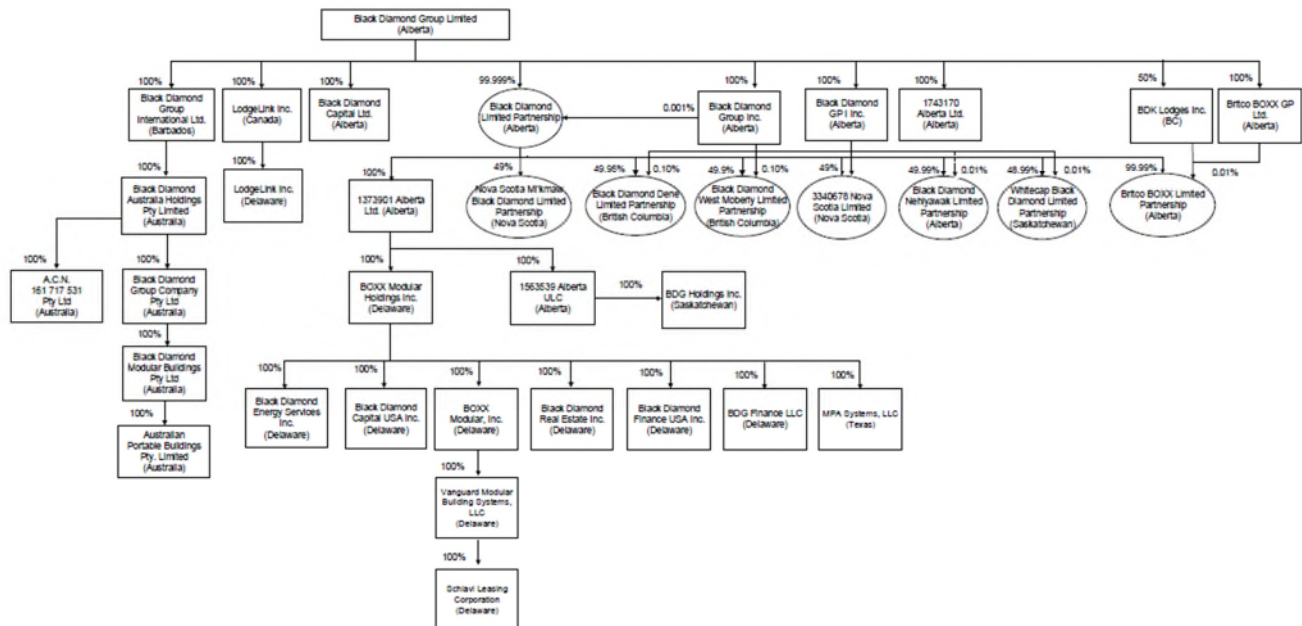 Black Diamond Group Limited
(Alberta)
100%
100%
100%
99.999%
100%
100%
100%
50%
100%
Black Diamond
Group
International Ltd.
(Barbados)
LodgeLink Inc.
(Canada)
Black Diamond
Capital Ltd.
(Alberta)
Black Diamond
Limited Partnership
(Alberta)
0.001%
Black Diamond
Group Inc.
(Alberta)
Black Diamond
GP I Inc.
(Alberta)
1743170
Alberta Ltd.
(Alberta)
BDK Lodges Inc.
(BC)
Britco BOXX GP
Ltd.
(Alberta)
100%
100%
100%
49%
49.95%
0.10%
49.9%
0.10%
49%
49.99%
0.01%
48.99%
0.01%
99.99%
0.01%
Black Diamond
Australia Holdings
Pty Limited
(Australia)
LodgeLink Inc.
(Delaware)
1373901 Alberta
Ltd. (Alberta)
Nova Scotia Mi'kmaw
Black Diamond Limited
Partnership
(Nova Scotia)
Black Diamond Dene
Limited Partnership
(British Columbia)
Black Diamond
West Moberly Limited
Partnership
(British Columbia)
3340678 Nova
Scotia Limited
(Nova Scotia)
Black Diamond
Nehiyawak Limited
Partnership
(Alberta)
Whitecap Black
Diamond Limited
Partnership
(Saskatchewan)
Britco BOXX Limited
Partnership
(Alberta)
100%
100%
100%
100%
A.C.N.
161 717 531
Pty Ltd
(Australia)
Black Diamond
Group Company
Pty Ltd
(Australia)
BOXX Modular
Holdings Inc.
(Delaware)
1563539 Alberta
ULC
(Alberta)
100%
BDG Holdings Inc.
(Saskatchewan)
100%
Black Diamond
Modular Buildings
Pty Ltd
(Australia)
100%
100%
100%
100%
100%
100%
100%
Black Diamond
Energy Services
Inc.
(Delaware)
Black Diamond
Capital USA Inc.
(Delaware)
BOXX
Modular, Inc.
(Delaware)
Black Diamond
Real Estate Inc.
(Delaware)
Black Diamond
Finance USA Inc.
(Delaware)
BDG Finance LLC
(Delaware)
MPA Systems, LLC
(Texas)
100%
Australian
Portable Buildings
Pty. Limited
(Australia)
100%
Vanguard Modular
Building Systems,
LLC
(Delaware)
100%
Schiavi Leasing
Corporation
(Delaware)